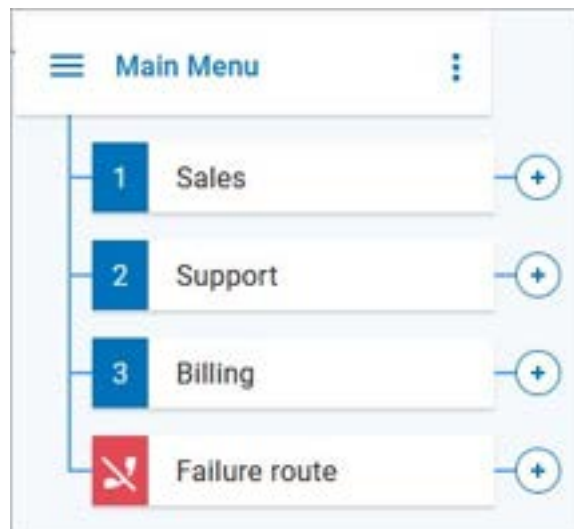 Main Menu
1 Sales
2 Support
3 Billing
Failure route